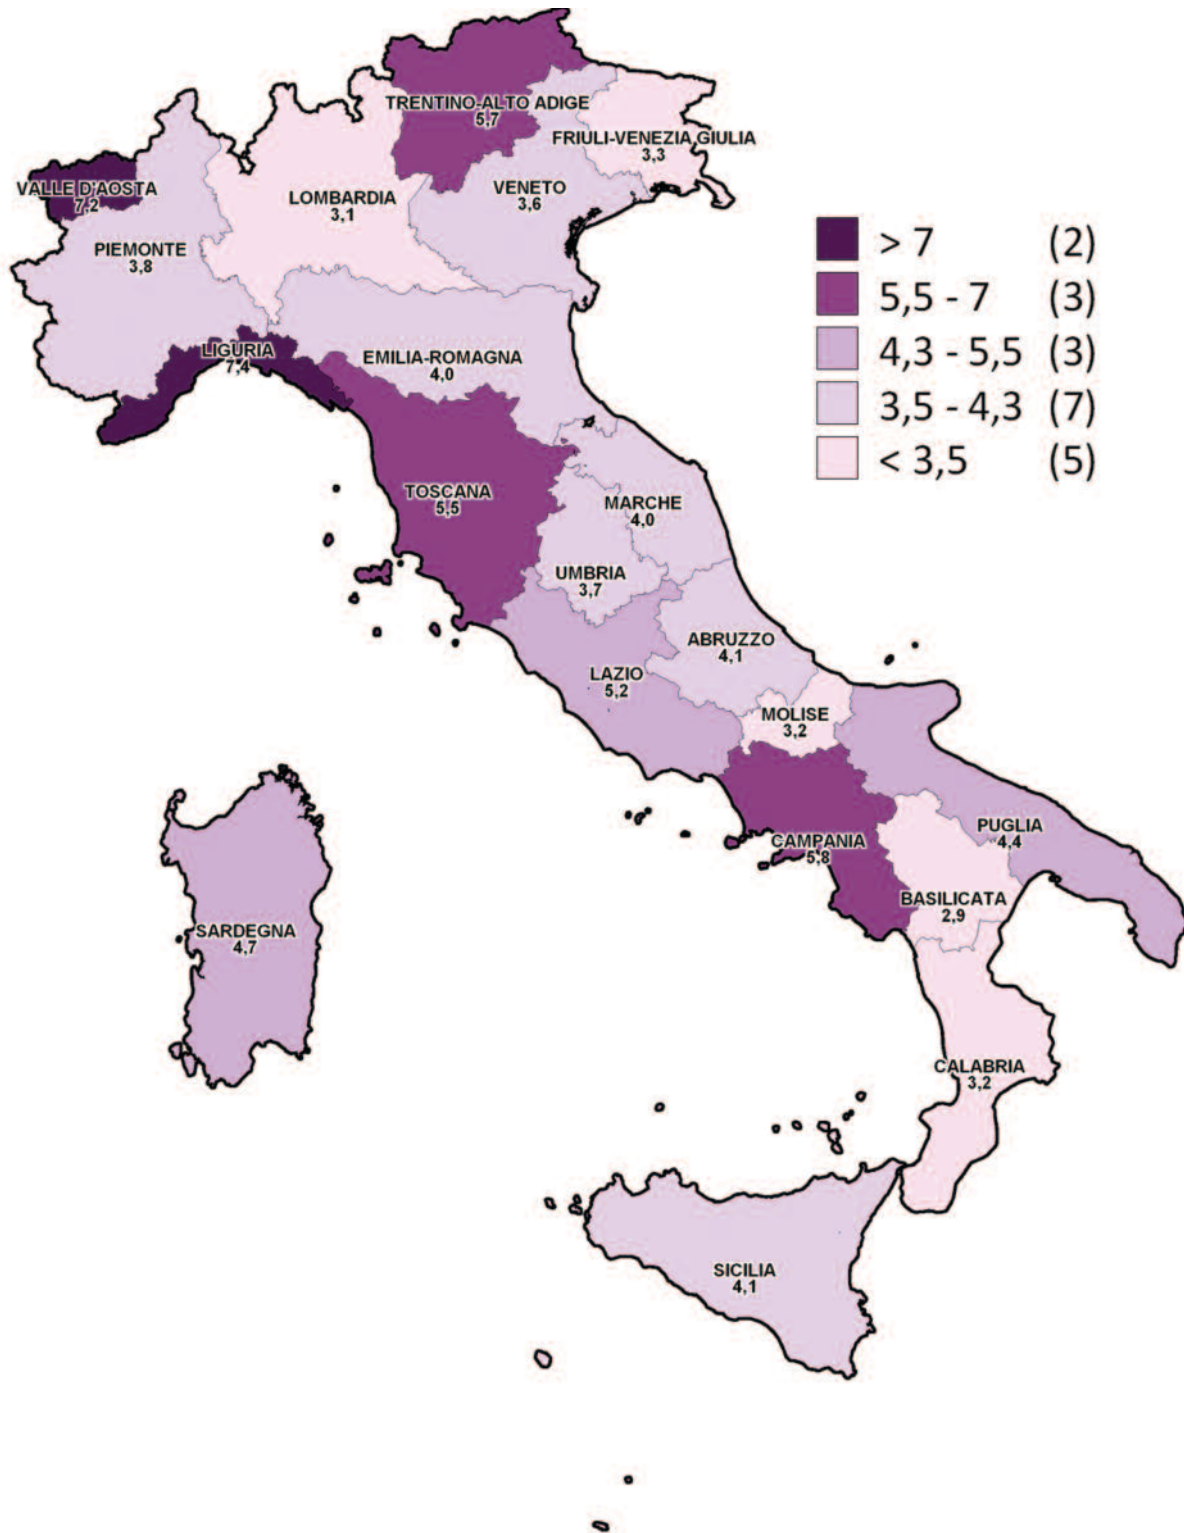 TRENTINO-ALTO ADIGE
5,7
FRIULI-VENEZIA GIULIA
3,3
VALLE D'AOSTA
7,2
LOMBARDIA
3,1
VENETO
3,6
PIEMONTE
3,8
> 7 (2)
5,5 - 7 (3)
4,3 - 5,5 (3)
3,5 - 4,3 (7)
< 3,5 (5)
LIGURIA
7,4
EMILIA-ROMAGNA
4,0
TOSCANA
5,5
MARCHE
4,0
UMBRIA
3,7
ABRUZZO
4,1
LAZIO
5,2
MOLISE
3,2
PUGLIA
4,4
CAMPANIA
5,8
BASILICATA
2,9
SARDEGNA
4,7
CALABRIA
3,2
SICILIA
4,1